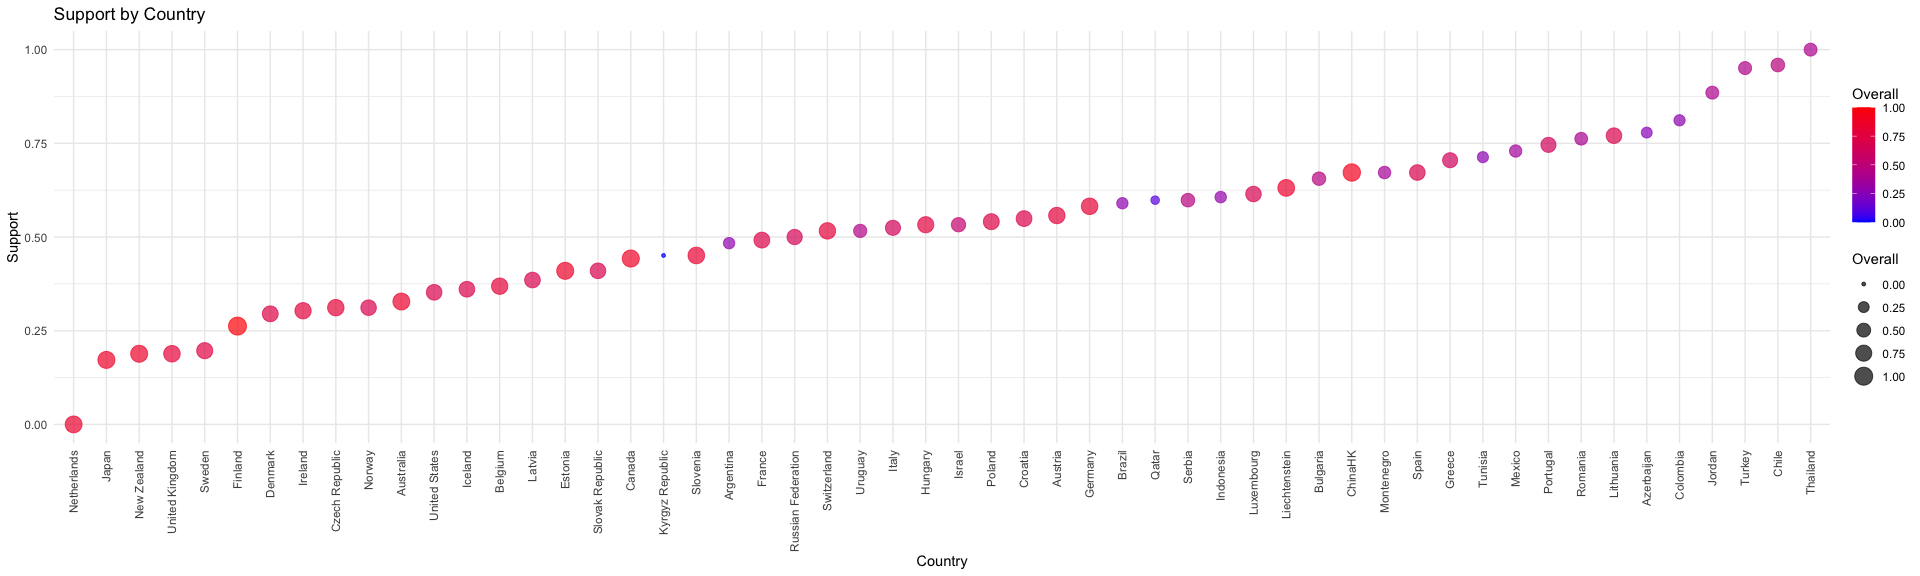 Support by Country
Support
1.00
0.75
0.50
0.25
0.00
Netherlands
Japan
New Zealand
United Kingdom
Sweden
Finland
Denmark
Ireland
Czech Republic
Norway
Australia
United States
Iceland
Belgium
Latvia
Estonia
Slovak Republic
Canada
Kyrgyz Republic
Slovenia
Argentina
France
Russian Federation
Switzerland
Uruguay
Italy
Hungary
Israel
Poland
Croatia
Austria
Germany
Brazil
Qatar
Serbia
Indonesia
Luxembourg
Liechtenstein
Bulgaria
ChinaHK
Montenegro
Spain
Greece
Tunisia
Mexico
Portugal
Romania
Lithuania
Azerbaijan
Colombia
Jordan
Turkey
Chile
Thailand
Country
Overall
1.00
0.75
0.50
0.25
0.00
Overall
0.00
0.25
0.50
0.75
1.00